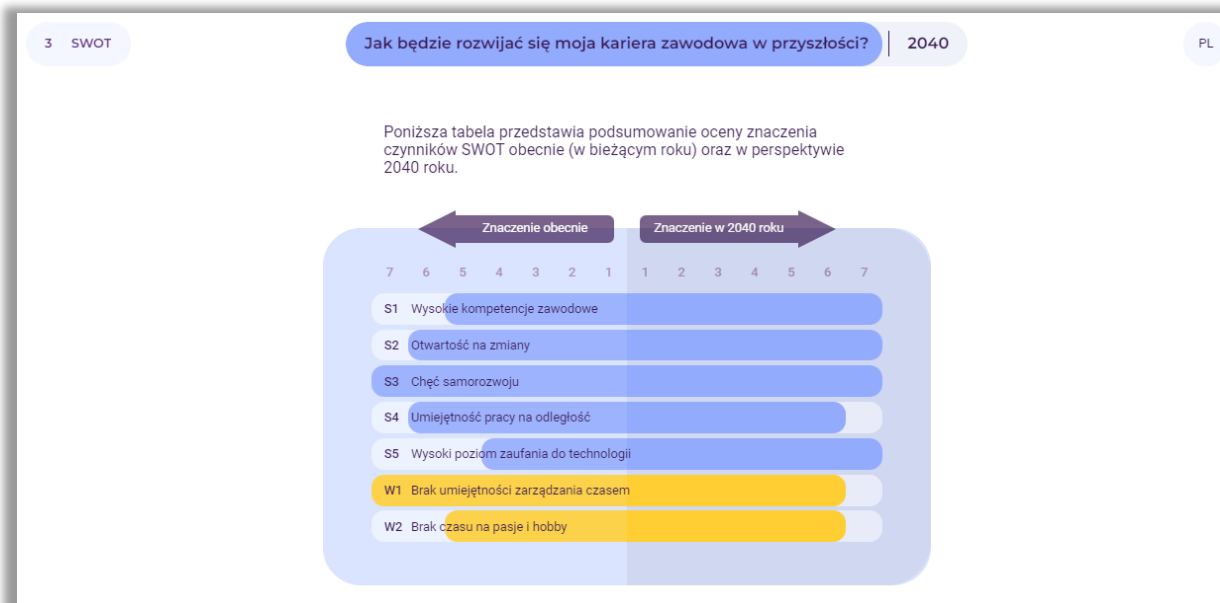 3 SWOT
Jak będzie rozwijać się moja kariera zawodowa w przyszłości? 2040
PL
Poniższa tabela przedstawia podsumowanie oceny znaczenia
czynników SWOT obecnie (w bieżącym roku) oraz w perspektywie
2040 roku.
Znaczenie obecnie Znaczenie w 2040 roku
7 6 5 4 3 2 1 1 2 3 4 5 6 7
S1 Wysokie kompetencje zawodowe
S2 Otwartość na zmiany
S3 Chęć samorozwoju
S4 Umiejętność pracy na odległość
S5 Wysoki poziom zaufania do technologii
W1 Brak umiejętności zarządzania czasem
W2 Brak czasu na pasje i hobby